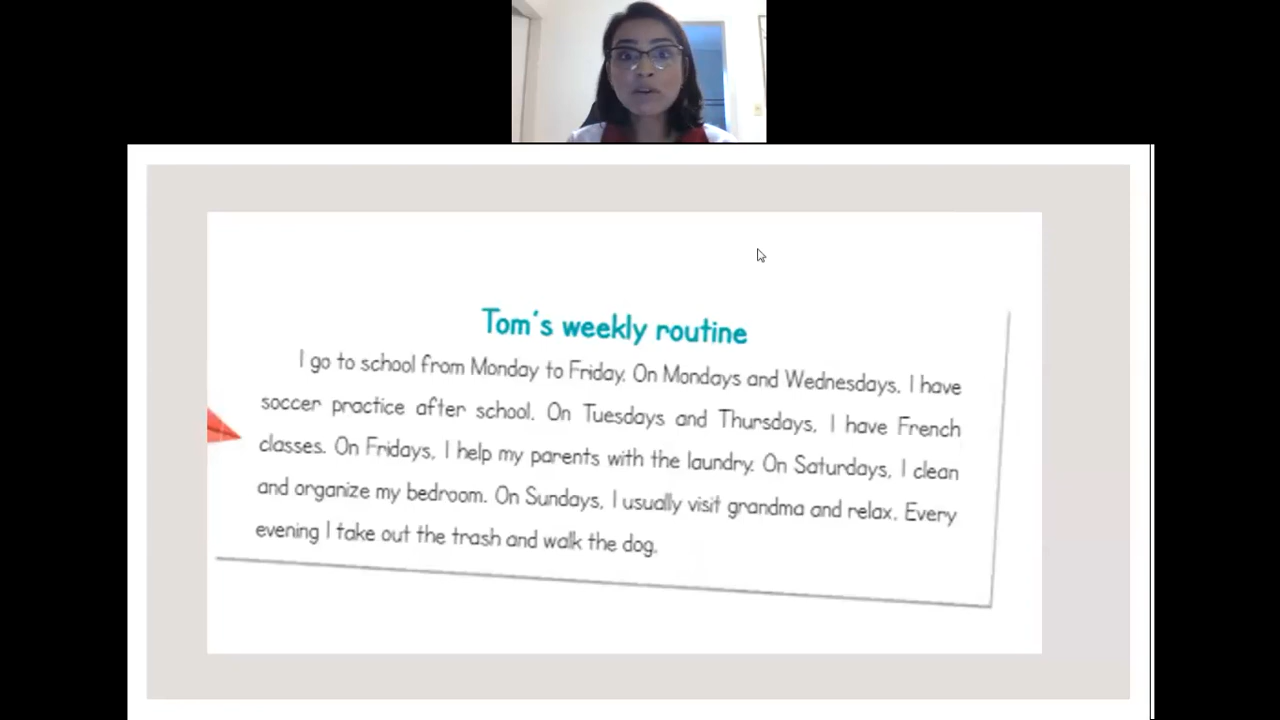 Tom's weekly routine
I go to school from Monday to Friday. On Mondays and Wednesdays, I have
soccer practice after school. On Tuesdays and Thursdays, I have French
classes. On Fridays, I help my parents with the laundry. On Saturdays, I clean
and organize my bedroom. On Sundays, I usually visit grandma and relax. Every
evening I take out the trash and walk the dog.